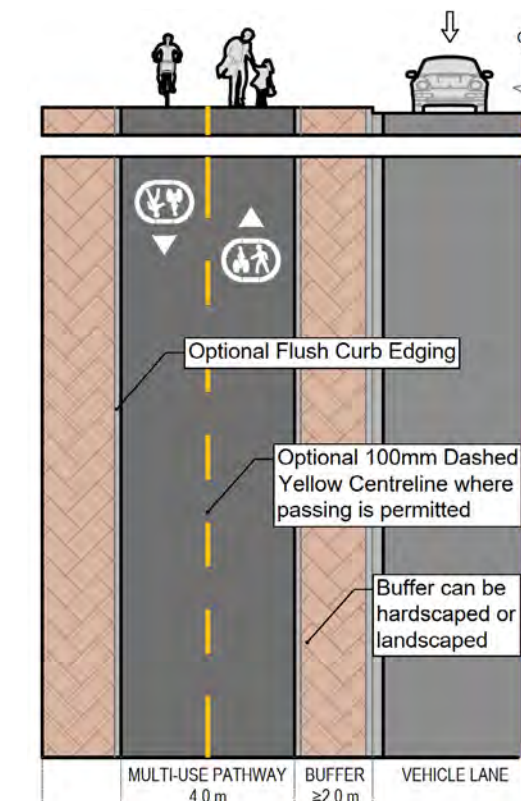 Optional Flush Curb Edging
Optional 100mm Dashed
Yellow Centreline where
passing is permitted
Buffer can be
hardscaped or
landscaped
MULTI-USE PATHWAY
4.0 m
BUFFER
≥2.0 m
VEHICLE LANE